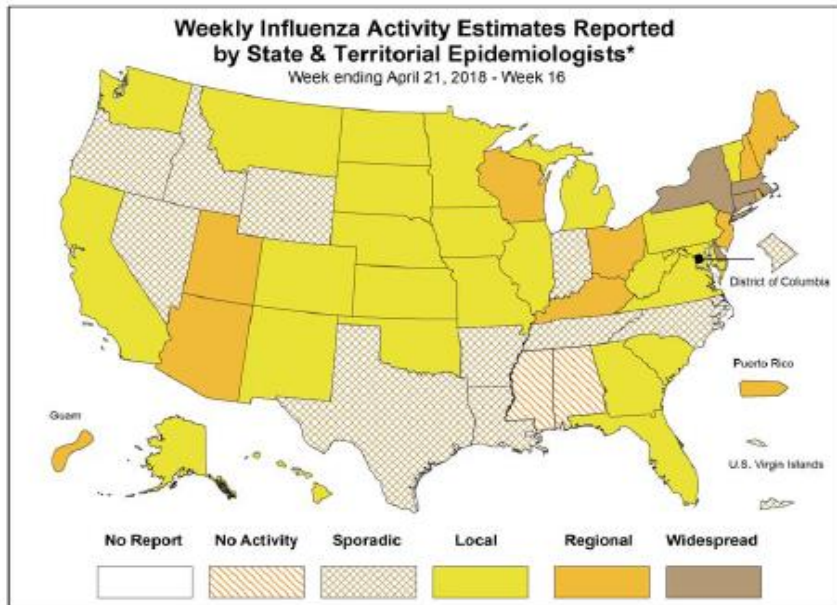 Weekly Influenza Activity Estimates Reported
by State & Territorial Epidemiologists*
Week ending April 21, 2018 - Week 16
District of Columbia
Puerto Rico
Guam
U.S. Virgin Islands
No Report No Activity Sporadic Local Regional Widespread